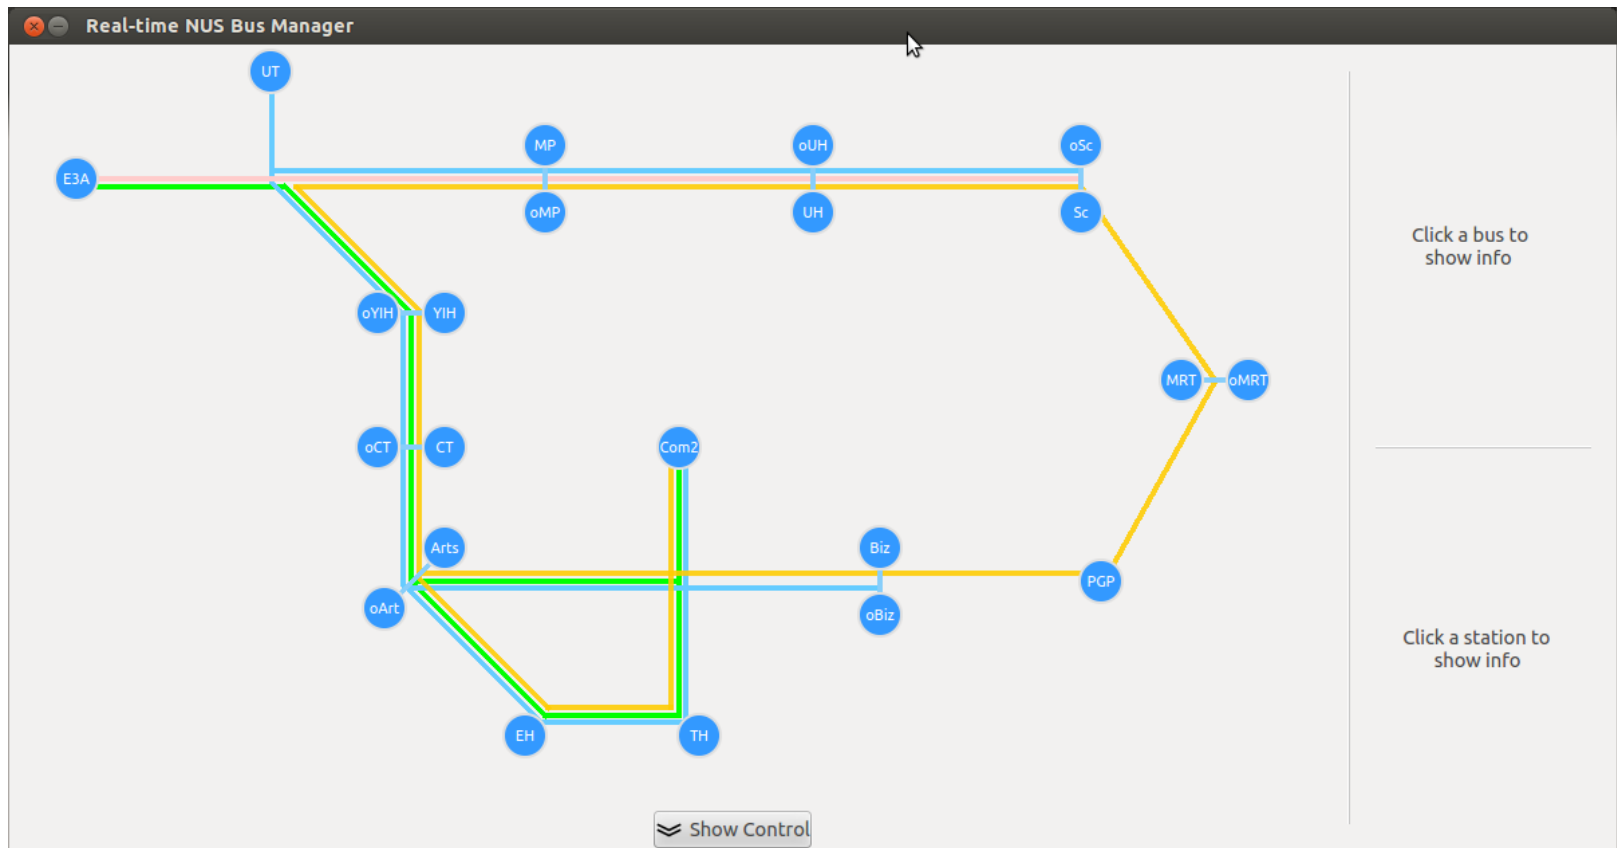 Real-time NUS Bus Manager
UT
MP
oUH
oSc
E3A
oMP
UH
Sc
Click a bus to
show info
oYIH
YIH
MRT
oMRT
oCT
CT
Com2
Arts
Biz
PGP
oArt
oBiz
Click a station to
show info
EH
TH
Show Control